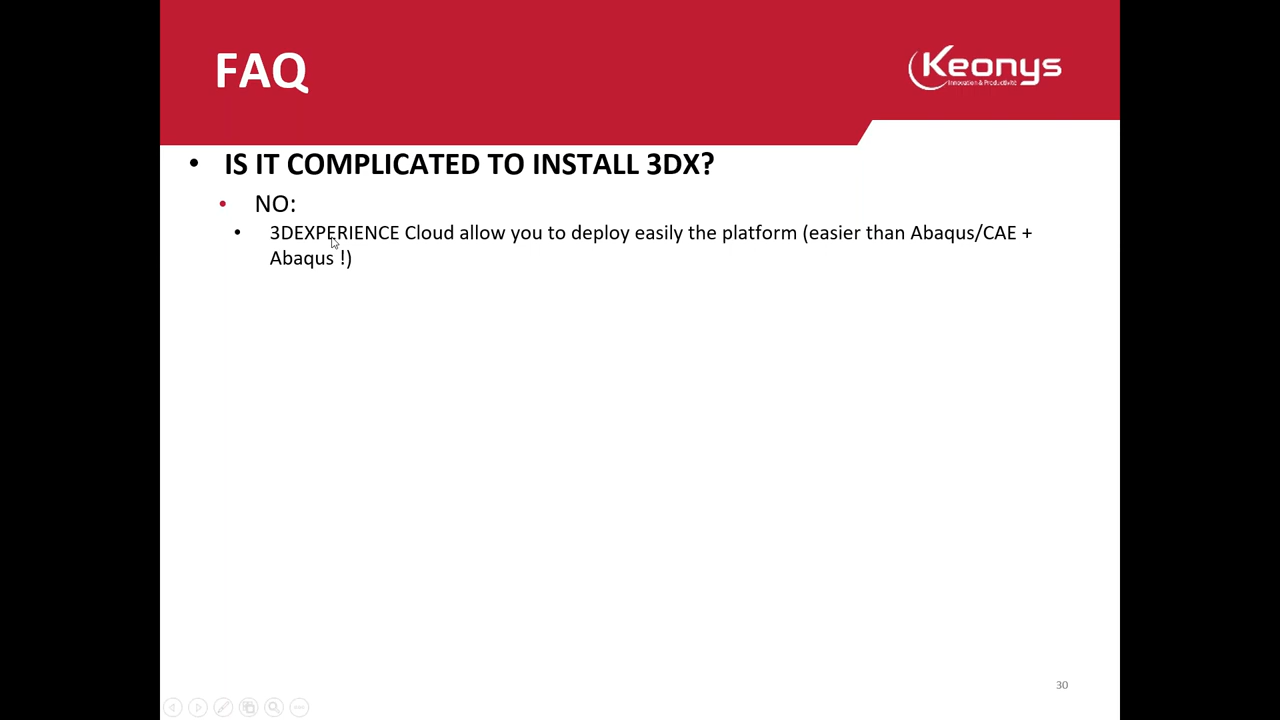 FAQ
Keonys
Innovation & Productivité
• IS IT COMPLICATED TO INSTALL 3DX?
• NO:
• 3DEXPERIENCE Cloud allow you to deploy easily the platform (easier than Abaqus/CAE +
Abaqus !)
30